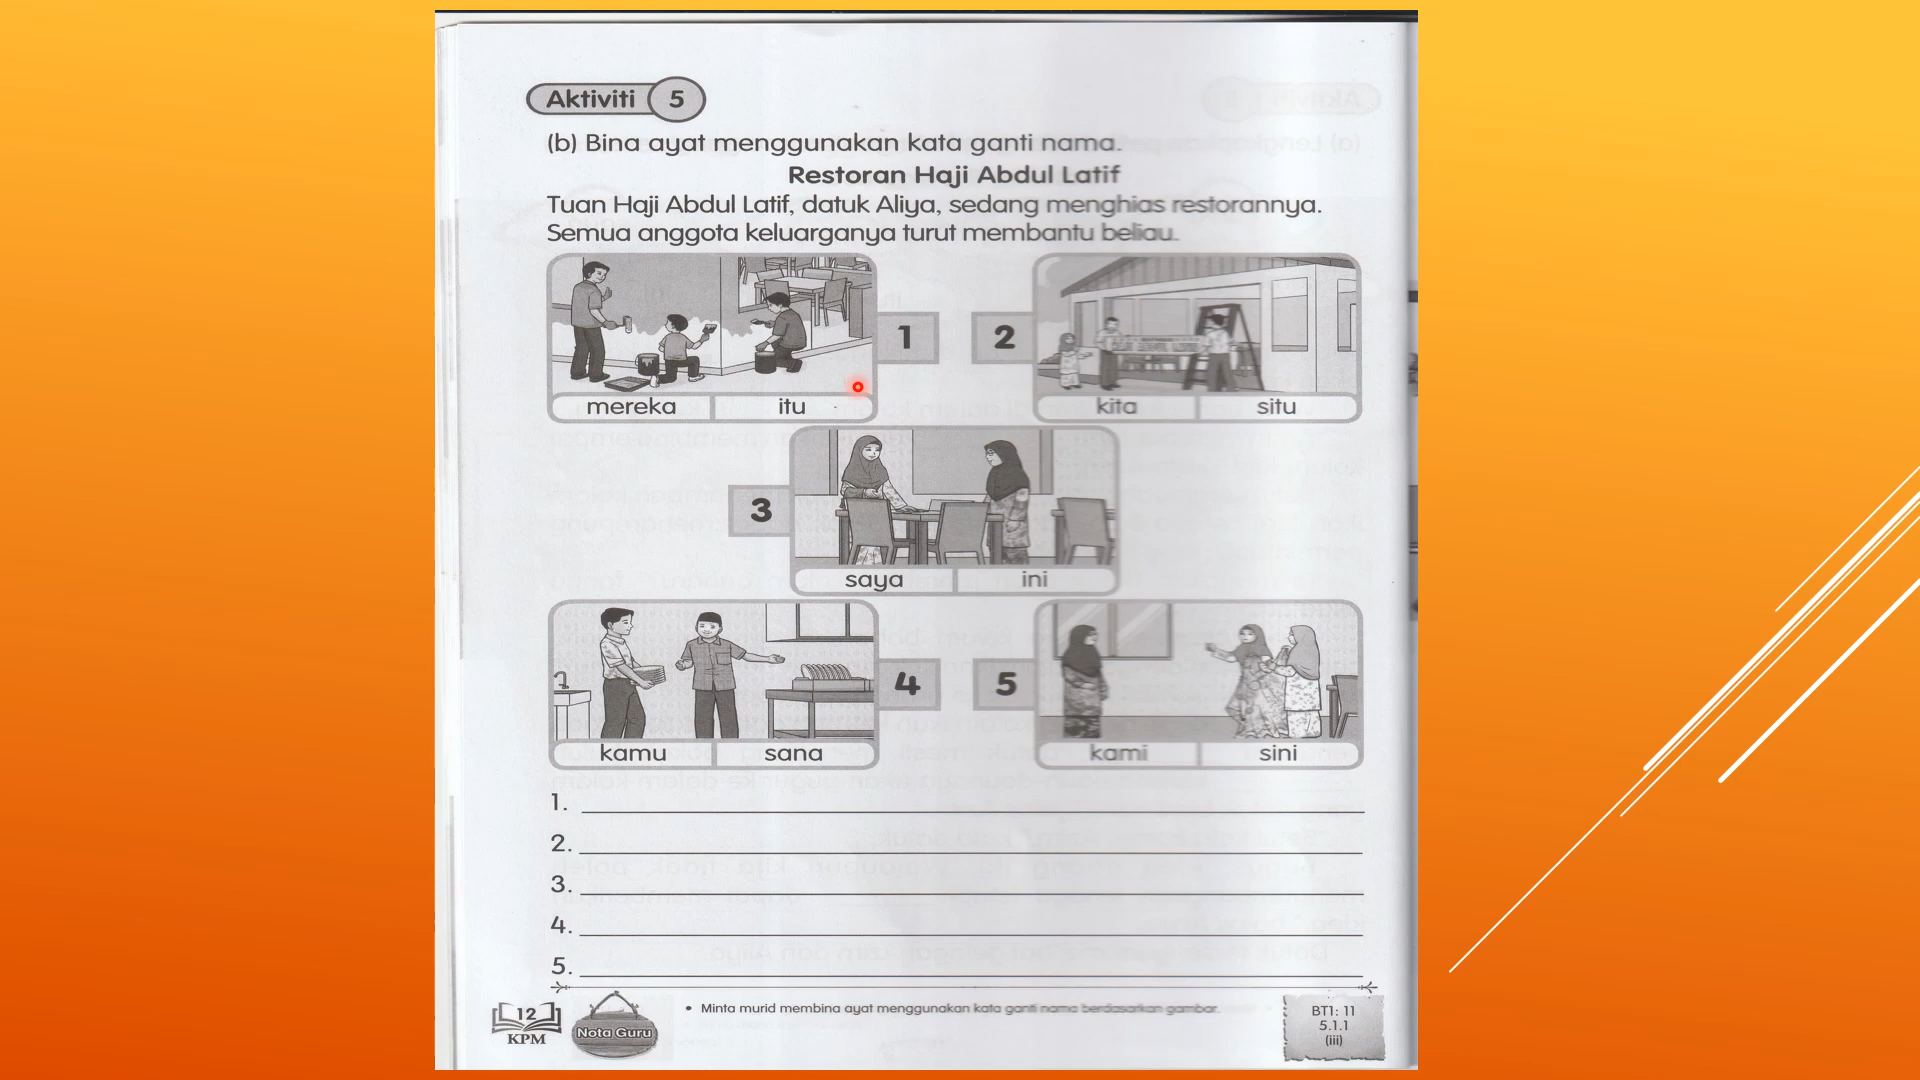 Aktiviti 5
(b) Bina ayat menggunakan kata ganti nama.
Restoran Haji Abdul Latif
Tuan Haji Abdul Latif, datuk Aliya, sedang menghias restorannya.
Semua anggota keluarganya turut membantu beliau.
1
mereka itu
2
kita situ
3
saya ini
4
kamu sana
5
kami sini
1.
2.
3.
4.
5.
12
KPM
Nota Guru
• Minta murid membina ayat menggunakan kata ganti nama berdasarkan gambar.
BT1: 11
5.1.1
(iii)